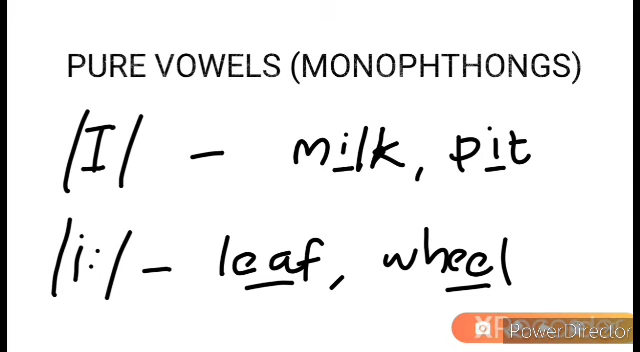 PURE VOWELS (MONOPHTHONGS)
/I/ - milk, pit
/i:/ - leaf, wheel
PowerDirector